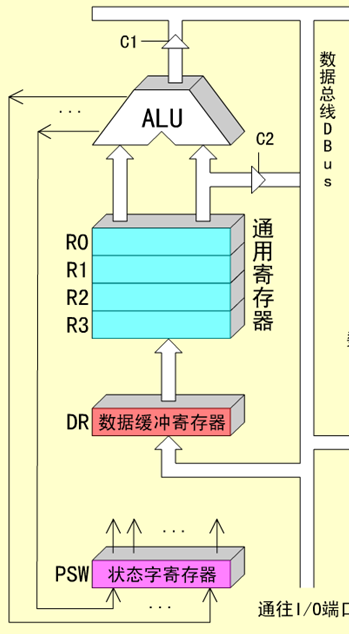 C1
数据总线DBus
...
ALU
C2
通用寄存器
R0
R1
R2
R3
DR 数据缓冲寄存器
...
PSW 状态字寄存器
...
通往I/O端口